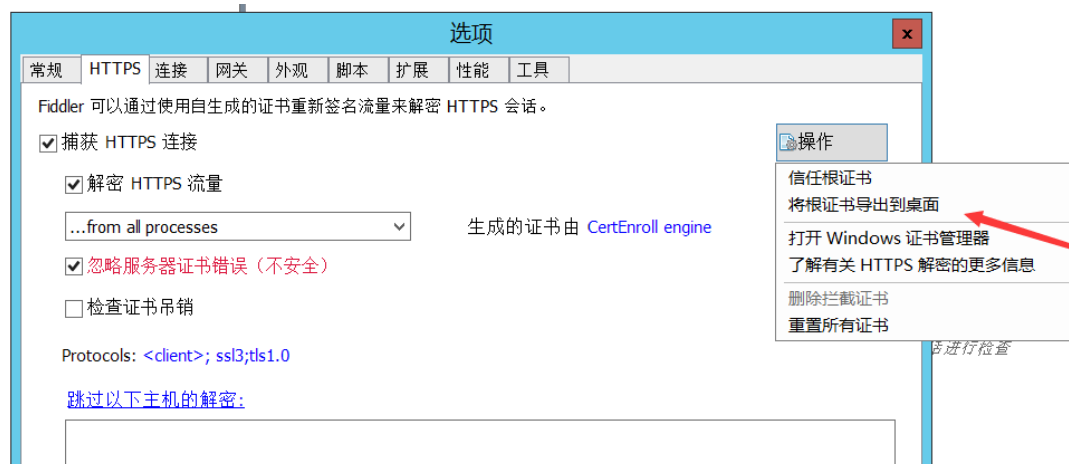 选项
x
常规 HTTPS 连接 网关 外观 脚本 扩展 性能 工具
Fiddler 可以通过使用自生成的证书重新签名流量来解密 HTTPS 会话。
捕获 HTTPS 连接
操作
解密 HTTPS 流量
信任根证书
将根证书导出到桌面
...from all processes
生成的证书由 CertEnroll engine
打开 Windows 证书管理器
了解有关 HTTPS 解密的更多信息
忽略服务器证书错误（不安全）
检查证书吊销
删除拦截证书
重置所有证书
进行检查
Protocols: <client>; ssl3;tls1.0
跳过以下主机的解密: